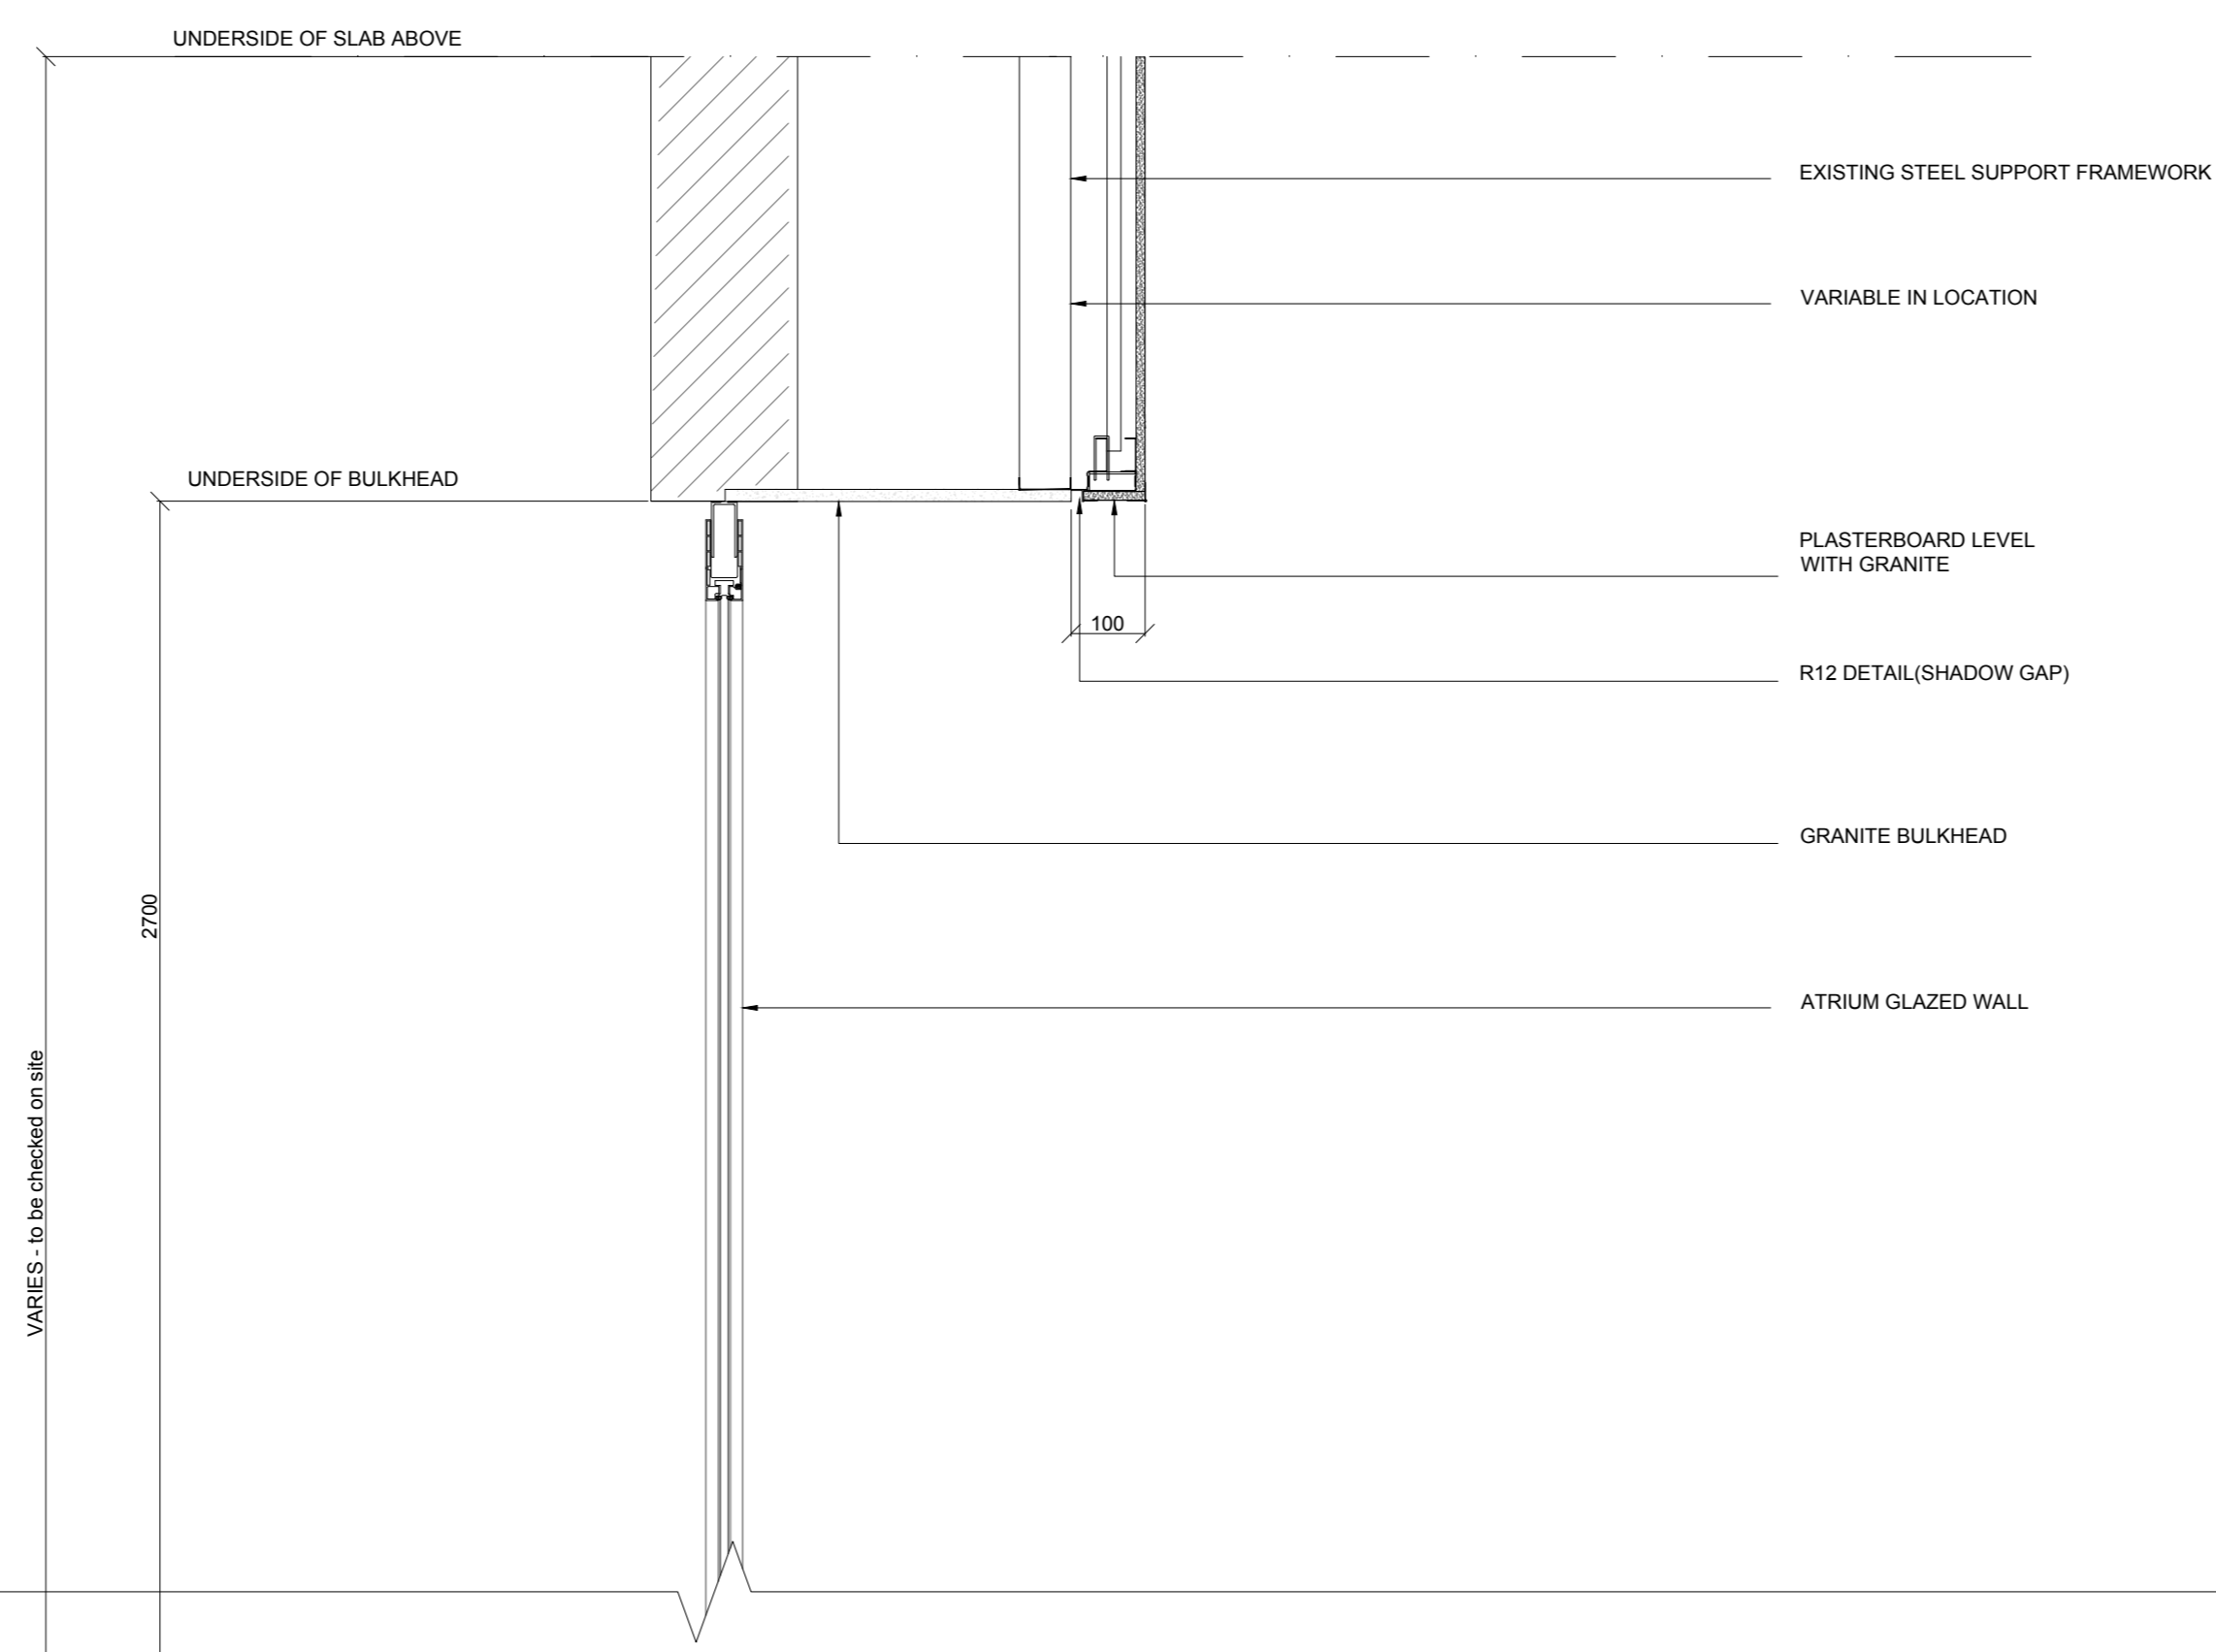 UNDERSIDE OF SLAB ABOVE
EXISTING STEEL SUPPORT FRAMEWORK
VARIABLE IN LOCATION
UNDERSIDE OF BULKHEAD
PLASTERBOARD LEVEL
WITH GRANITE
100
R12 DETAIL(SHADOW GAP)
GRANITE BULKHEAD
2700
ATRIUM GLAZED WALL
VARIES - to be checked on site